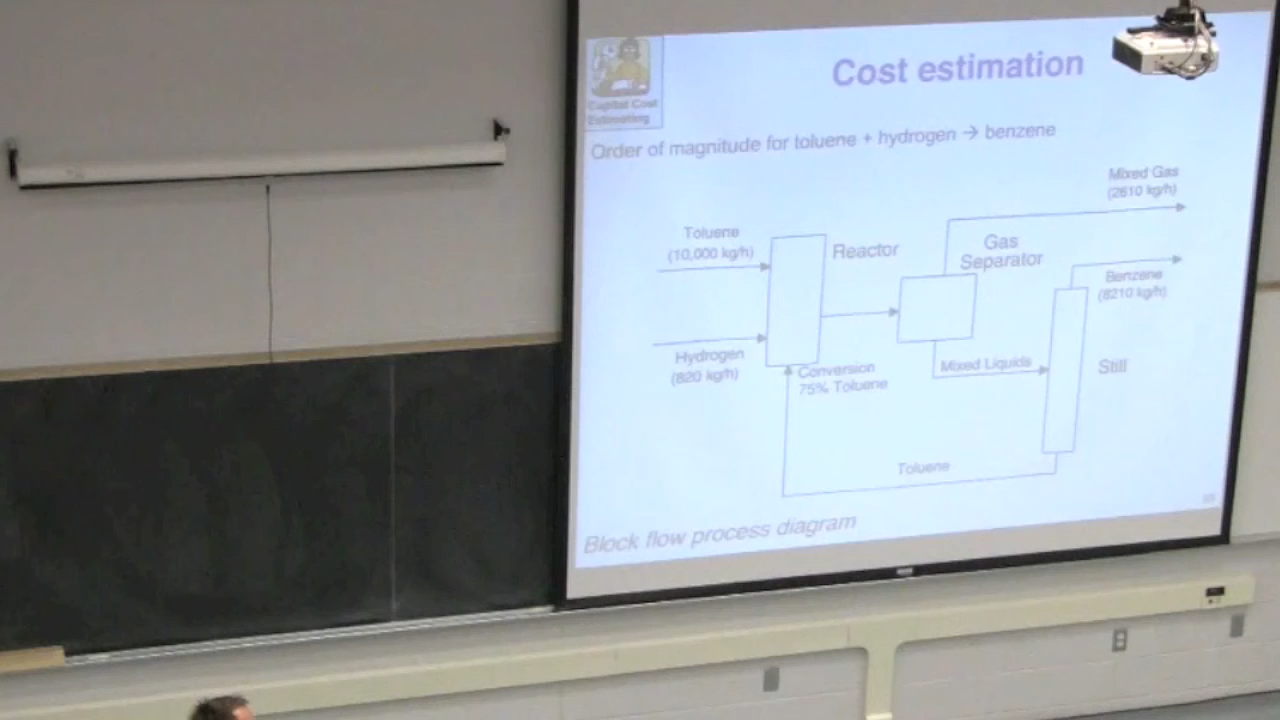 Capital Cost
Estimating
Cost estimation
Order of magnitude for toluene + hydrogen → benzene
Mixed Gas
(2610 kg/h)
Toluene
(10,000 kg/h)
Reactor
Gas
Separator
Benzene
(8210 kg/h)
Hydrogen
(820 kg/h)
Conversion
75% Toluene
Mixed Liquids
Still
Toluene
Block flow process diagram